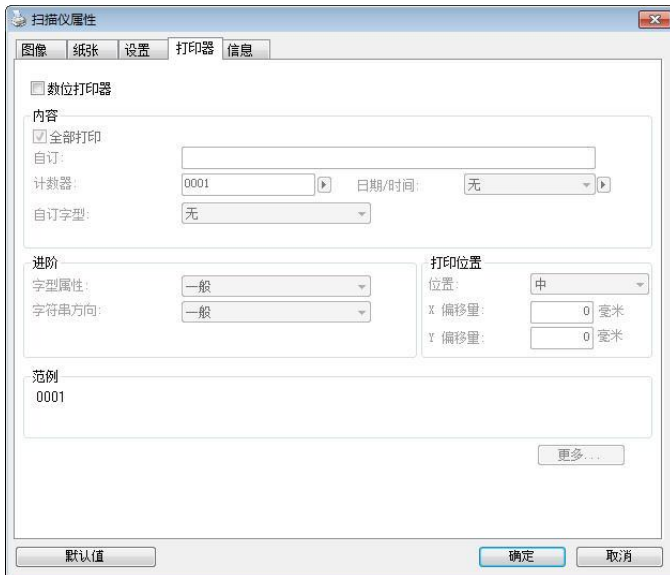 扫描仪属性
图像 纸张 设置 打印器 信息
数位打印器
内容
全部打印
自订:
计数器: 0001 日期/时间: 无
自订字型: 无
进阶 打印位置
字型属性: 一般 位置: 中
字符串方向: 一般 X 偏移量: 0 毫米
Y 偏移量: 0 毫米
范例
0001
更多...
默认值 确定 取消